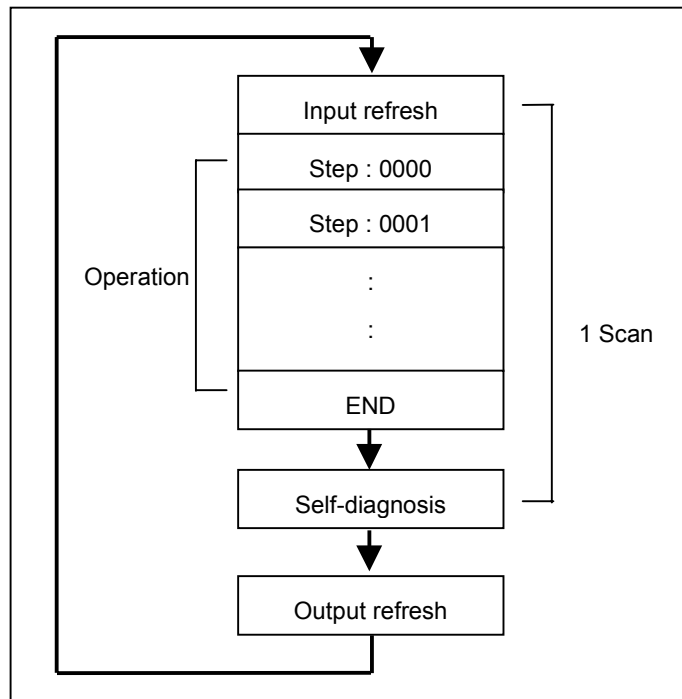 Input refresh
Step : 0000
Step : 0001
Operation
:
:
1 Scan
END
Self-diagnosis
Output refresh